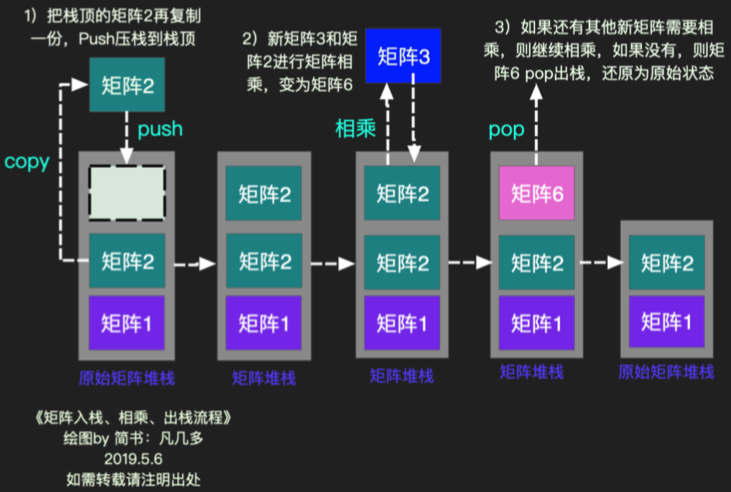 1）把栈顶的矩阵2再复制
一份，Push压栈到栈顶
2）新矩阵3和矩
阵2进行矩阵相
乘，变为矩阵6
3）如果还有其他新矩阵需要相
乘，则继续相乘，如果没有，则矩
阵6 pop出栈，还原为原始状态
矩阵2
矩阵3
push
相乘
pop
copy
矩阵2
矩阵1
原始矩阵堆栈
矩阵2
矩阵2
矩阵1
矩阵堆栈
矩阵2
矩阵2
矩阵1
矩阵堆栈
矩阵6
矩阵2
矩阵1
矩阵堆栈
矩阵2
矩阵1
原始矩阵堆栈
《矩阵入栈、相乘、出栈流程》
绘图by 简书：凡几多
2019.5.6
如需转载请注明出处